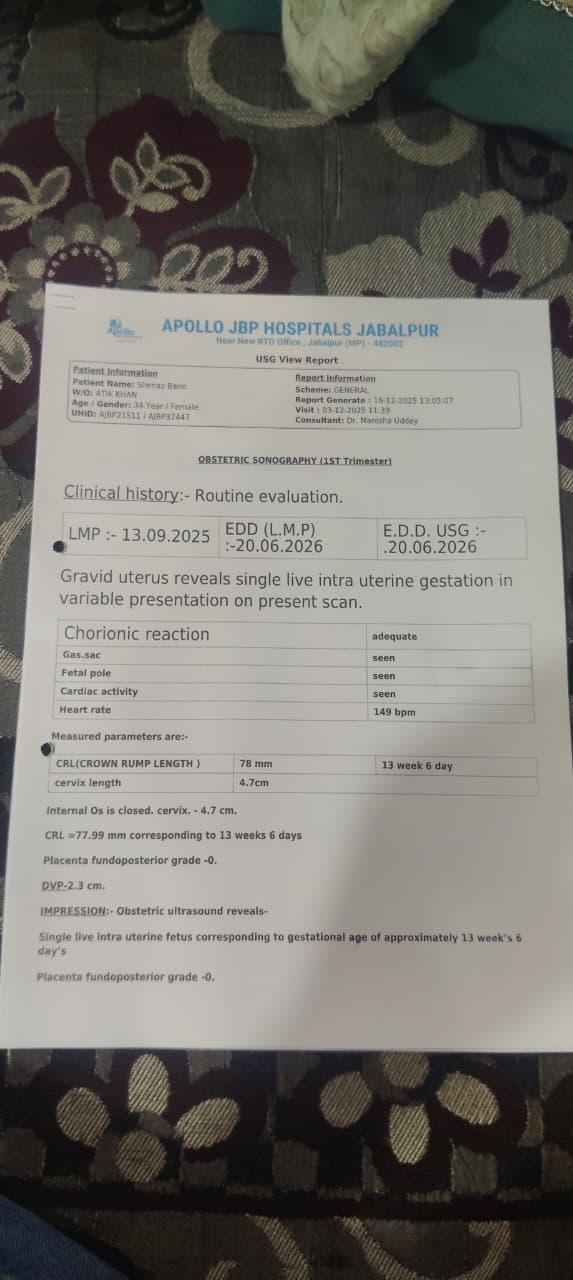 Apollo
APOLLO JBP HOSPITALS JABALPUR
Near New RTO Office , Jabalpur (MP) - 482002
USG View Report
Patient Information
Patient Name: Shenaz Bano
W/O: ATIK KHAN
Age / Gender: 34 Year / Female
UHID: AJBP21511 / AJBP37447
Report Information
Scheme: GENERAL
Report Generate : 16-12-2025 13:05:07
Visit : 03-12-2025 11:39
Consultant: Dr. Manisha Uddey
OBSTETRIC SONOGRAPHY (1ST Trimester)
Clinical history:- Routine evaluation.
LMP :- 13.09.2025
EDD (L.M.P)
:-20.06.2026
E.D.D. USG :-
.20.06.2026
Gravid uterus reveals single live intra uterine gestation in
variable presentation on present scan.
Chorionic reaction adequate
Gas.sac seen
Fetal pole seen
Cardiac activity seen
Heart rate 149 bpm
Measured parameters are:-
CRL(CROWN RUMP LENGTH ) 78 mm 13 week 6 day
cervix length 4.7cm
Internal Os is closed. cervix. - 4.7 cm.
CRL =77.99 mm corresponding to 13 weeks 6 days
Placenta fundoposterior grade -0.
DVP-2.3 cm.
IMPRESSION:- Obstetric ultrasound reveals-
Single live intra uterine fetus corresponding to gestational age of approximately 13 week's 6
day's
Placenta fundoposterior grade -0.